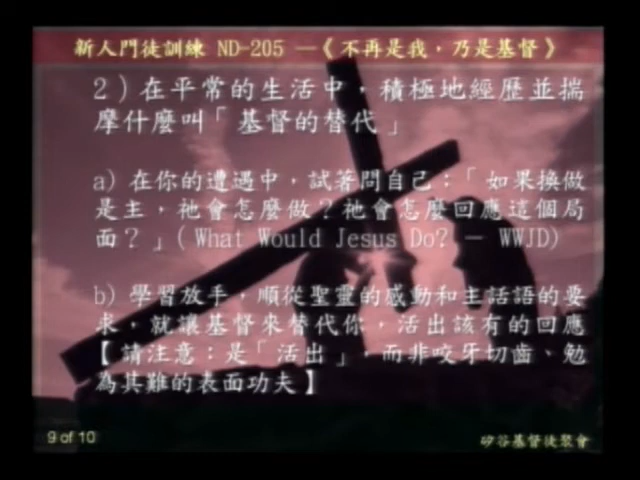 新人門徒訓練 ND-205 —《不再是我，乃是基督》
2）在平常的生活中，積極地經歷並揣
摩什麼叫「基督的替代」
a）在你的遭遇中，試著問自己：「如果換做
是主，祂會怎麼做？祂會怎麼回應這個局
面？」( What Would Jesus Do? — WWJD)
b）學習放手，順從聖靈的感動和主話語的要
求，就讓基督來替代你，活出該有的回應
【請注意：是「活出」，而非咬牙切齒、勉
為其難的表面功夫】
9 of 10
矽谷基督徒聚會